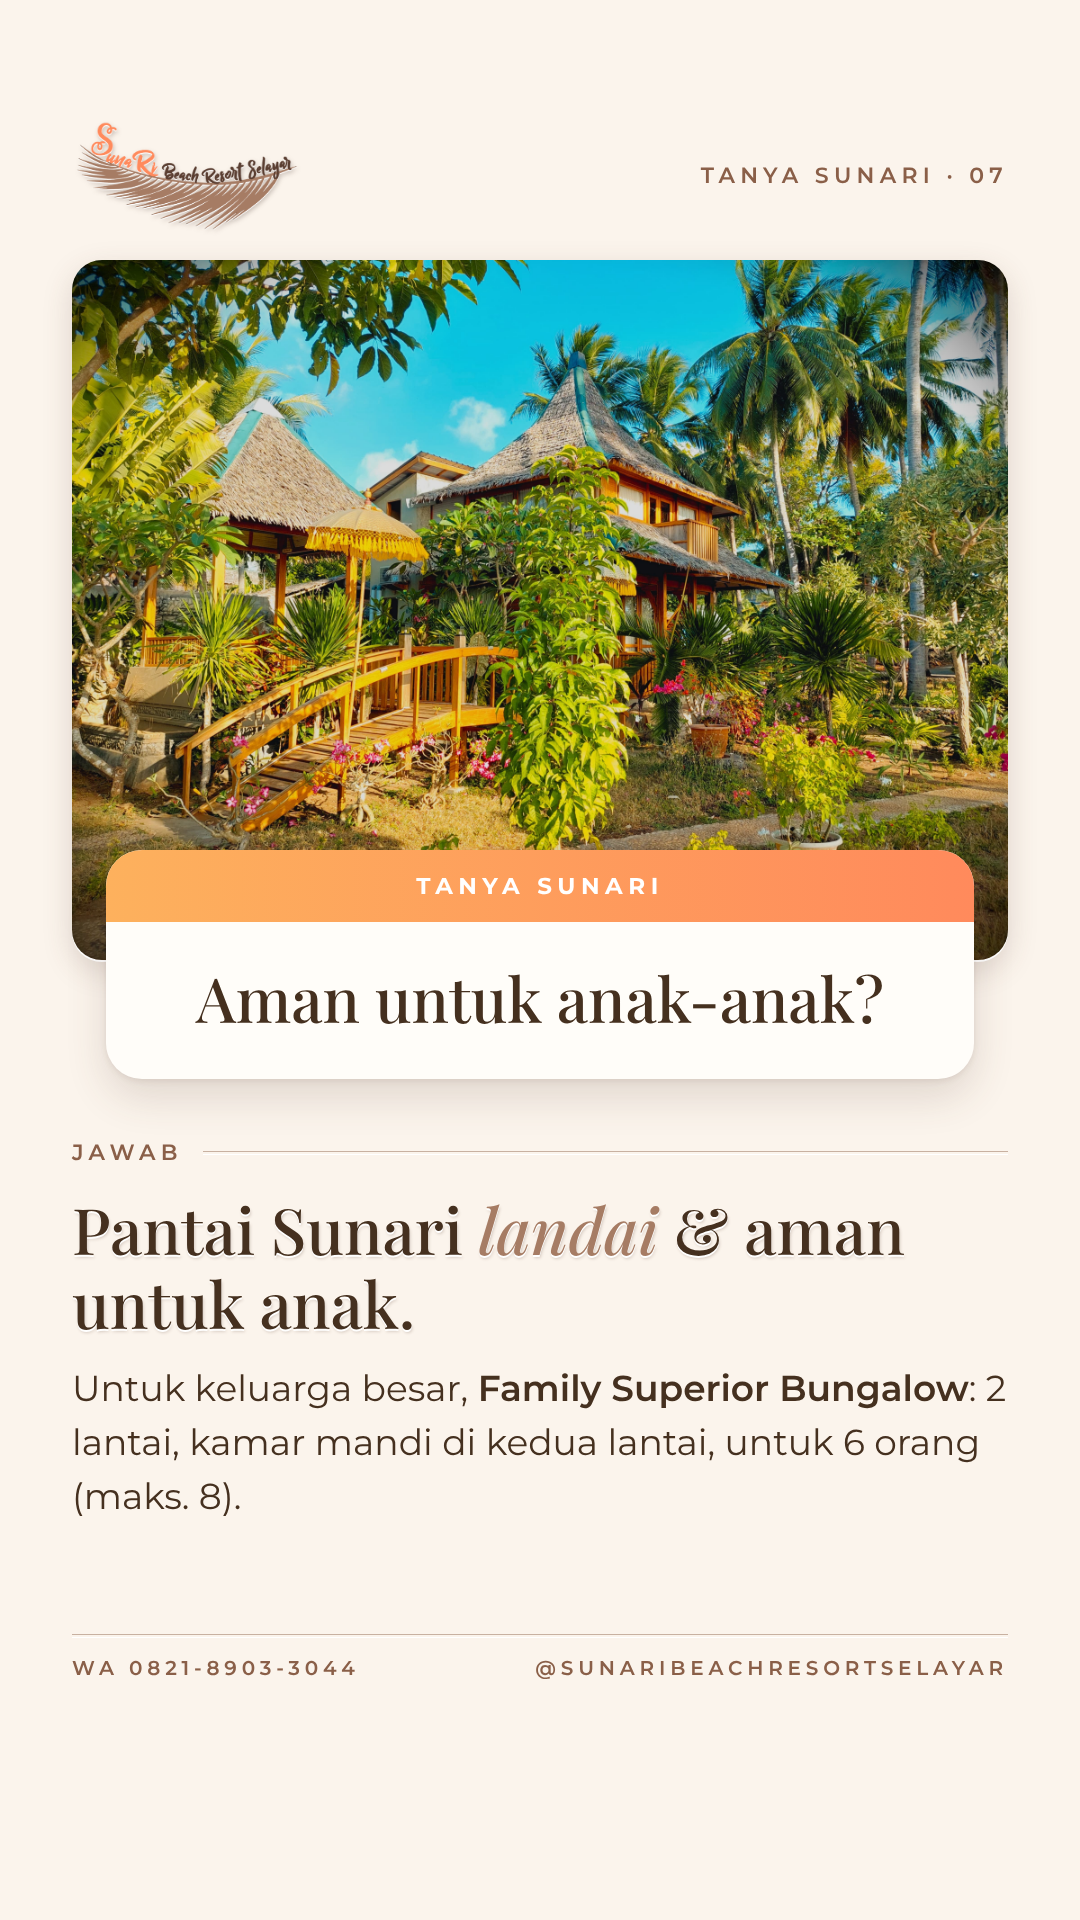 SunaRi Beach Resort Selayar
TANYA SUNARI · 07
TANYA SUNARI
Aman untuk anak-anak?
JAWAB
Pantai Sunari landai & aman
untuk anak.
Untuk keluarga besar, Family Superior Bungalow: 2
lantai, kamar mandi di kedua lantai, untuk 6 orang
(maks. 8).
WA 0821-8903-3044
@SUNARIBEACHRESORTSELAYAR